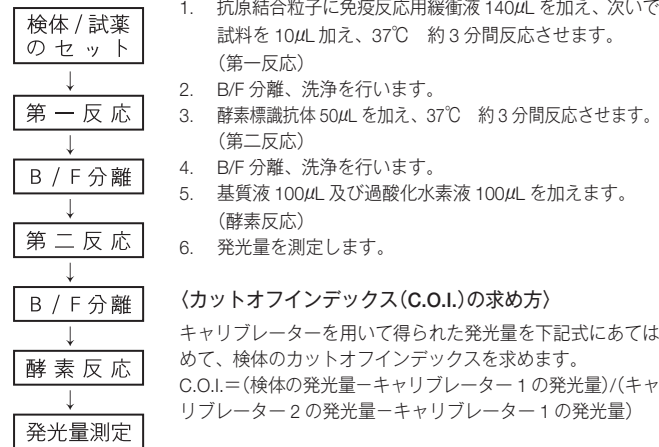 検体 / 試薬
の セ ッ ト
↓
第 一 反 応
↓
B / F 分離
↓
第 二 反 応
↓
B / F 分離
↓
酵 素 反 応
↓
発光量測定
1. 抗原結合粒子に免疫反応用緩衝液 140μL を加え、次いで
試料を 10μL 加え、37℃ 約 3 分間反応させます。
（第一反応）
2. B/F 分離、洗浄を行います。
3. 酵素標識抗体 50μL を加え、37℃ 約 3 分間反応させます。
（第二反応）
4. B/F 分離、洗浄を行います。
5. 基質液 100μL 及び過酸化水素液 100μL を加えます。
（酵素反応）
6. 発光量を測定します。
〈カットオフインデックス（C.O.I.）の求め方〉
キャリブレーターを用いて得られた発光量を下記式にあては
めて、検体のカットオフインデックスを求めます。
C.O.I.＝（検体の発光量－キャリブレーター 1 の発光量）/（キャ
リブレーター 2 の発光量－キャリブレーター 1 の発光量）